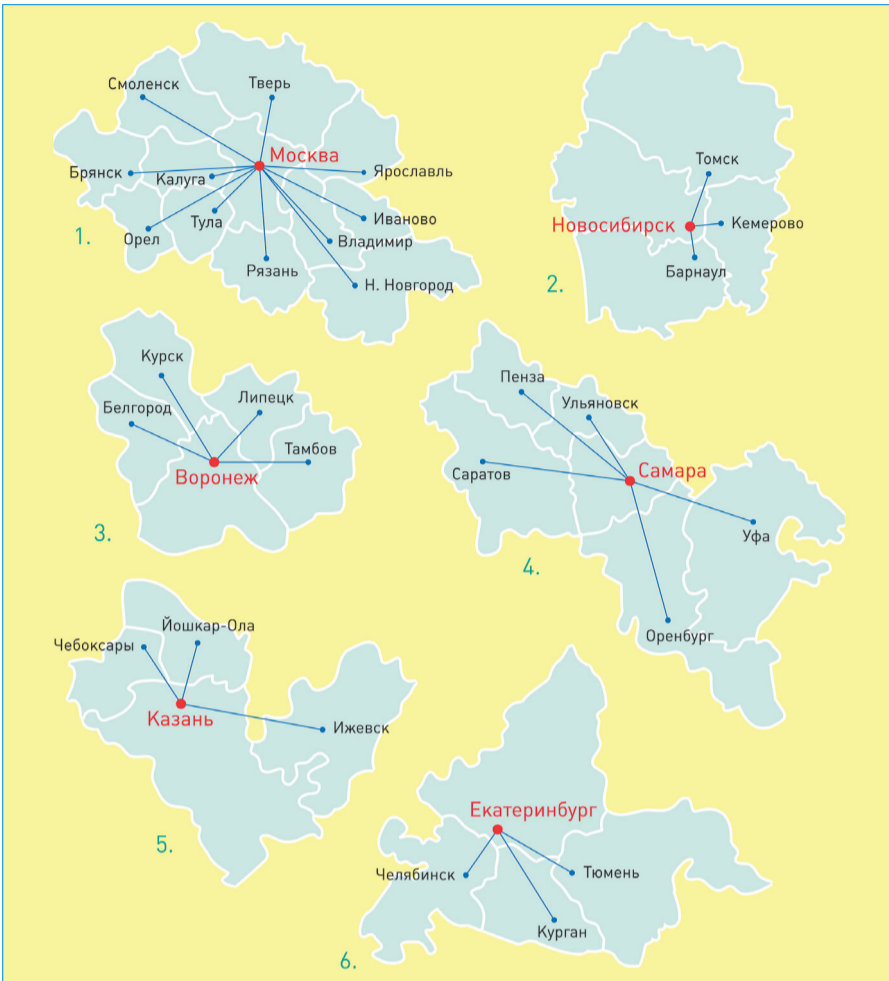 Смоленск
Тверь
Москва
Брянск
Калуга
Ярославль
Тула
Иваново
Орел
Владимир
1.
Рязань
Н. Новгород
Томск
Новосибирск
Кемерово
Барнаул
2.
Курск
Белгород
Липецк
Тамбов
Воронеж
3.
Пенза
Ульяновск
Саратов
Самара
Уфа
4.
Оренбург
Йошкар-Ола
Чебоксары
Казань
Ижевск
5.
Екатеринбург
Челябинск
Тюмень
Курган
6.